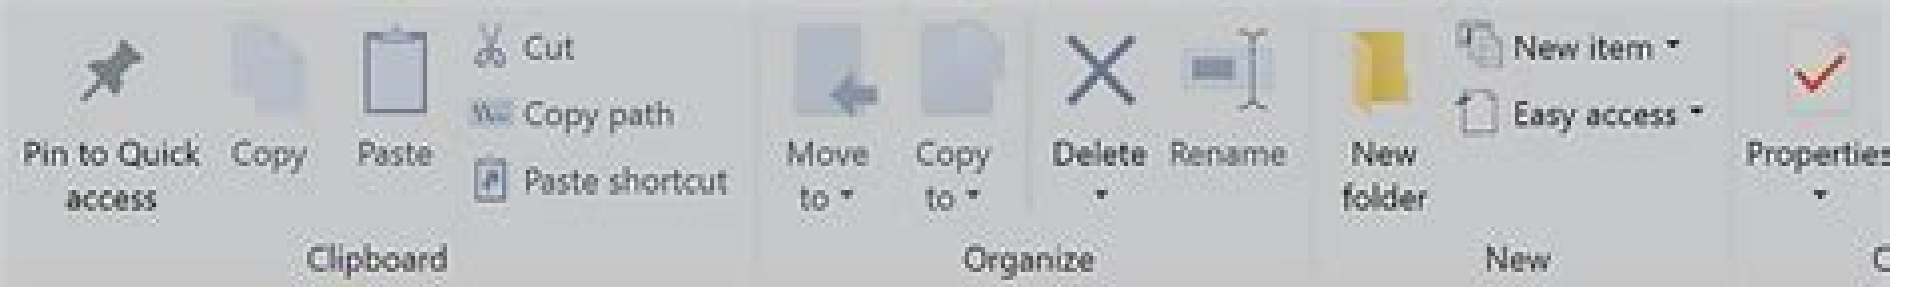 Pin to Quick
access
Copy
Paste
Cut
Copy path
Paste shortcut
Clipboard
Move
to
Copy
to
Delete
Rename
Organize
New
folder
New item
Easy access
New
Properties